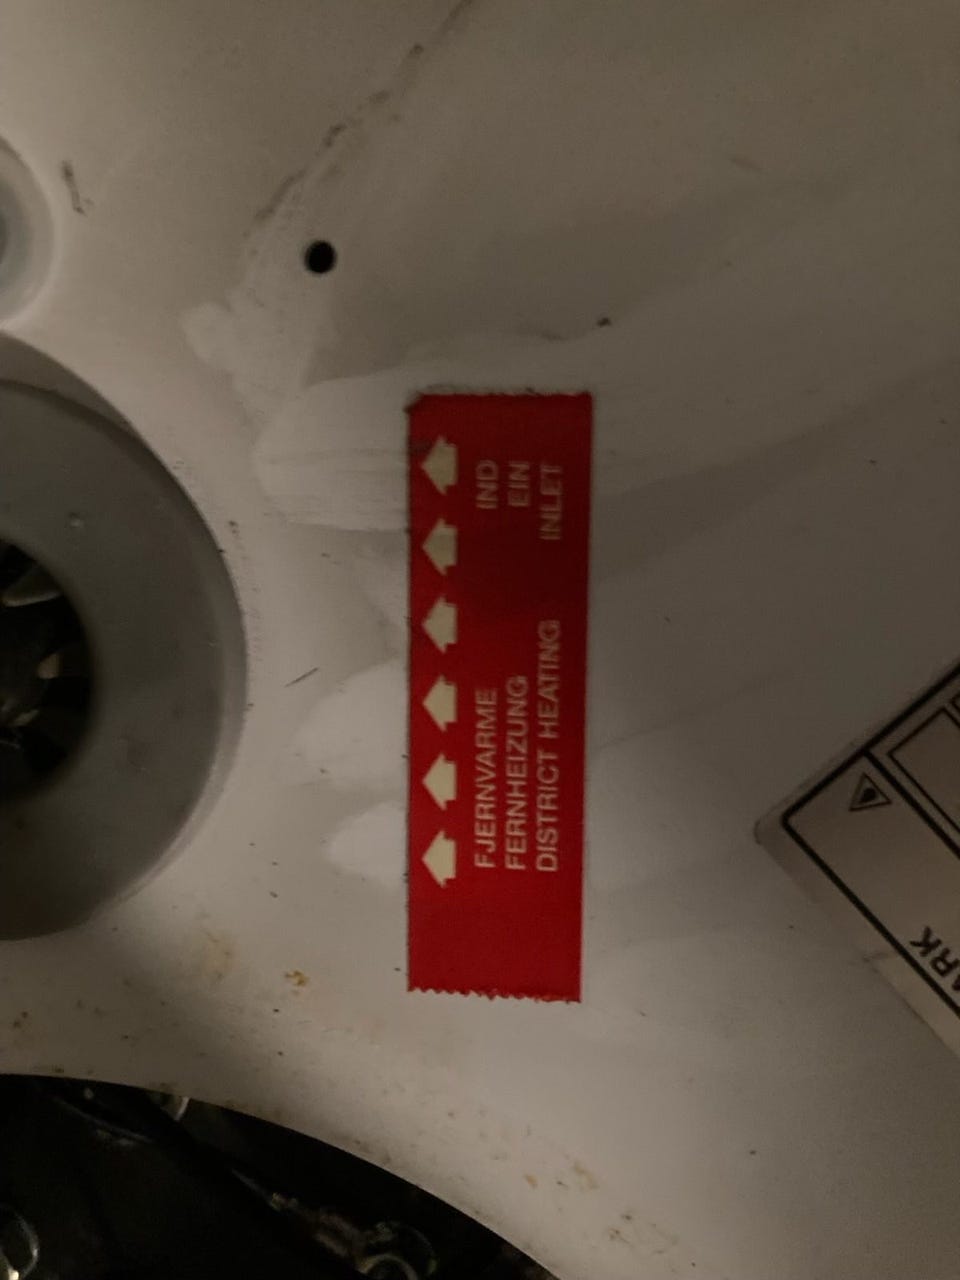 FJERNVARME IND
FERNHEIZUNG EIN
DISTRICT HEATING INLET